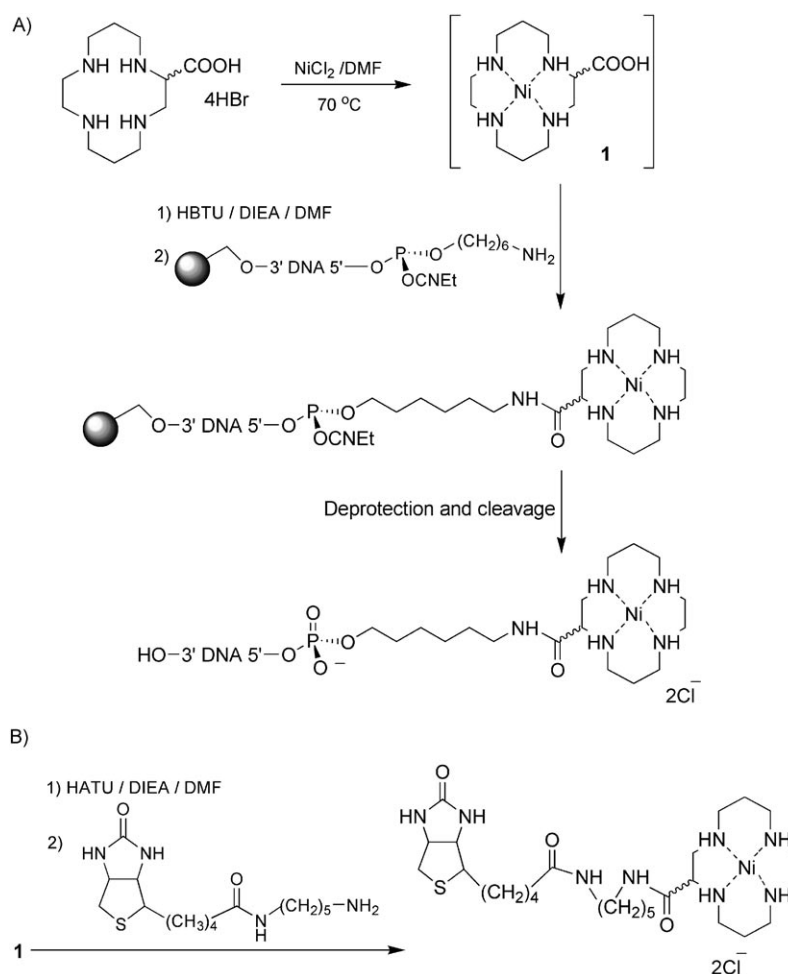 A)
NH HN COOH
NH HN 4HBr
NiCl2 /DMF
70 °C
NH HN COOH
Ni
NH HN
1
1) HBTU / DIEA / DMF
2) O–3' DNA 5'–O P O (CH2)6 NH2
OCNEt
O–3' DNA 5'–O P O NH O NH HN Ni HN NH
OCNEt
Deprotection and cleavage
HO–3' DNA 5'–O P O O O – NH O NH HN Ni HN NH
2Cl–
B)
1) HATU / DIEA / DMF
2) O HN NH S (CH3)4 O N H (CH2)5–NH2
1
O HN NH S (CH2)4 O NH NH (CH2)5 O NH HN Ni HN NH
2Cl–